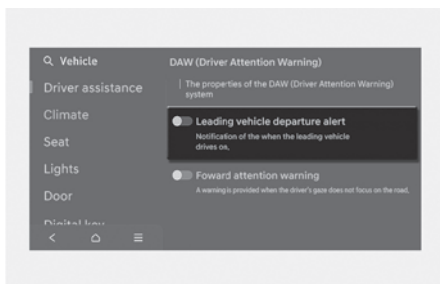 Vehicle
Driver assistance
Climate
Seat
Lights
Door
Digital key
DAW (Driver Attention Warning)
The properties of the DAW (Driver Attention Warning)
system
Leading vehicle departure alert
Notification of the when the leading vehicle
drives on,
Foward attention warning
A warning is provided when the driver's gaze does not focus on the road,